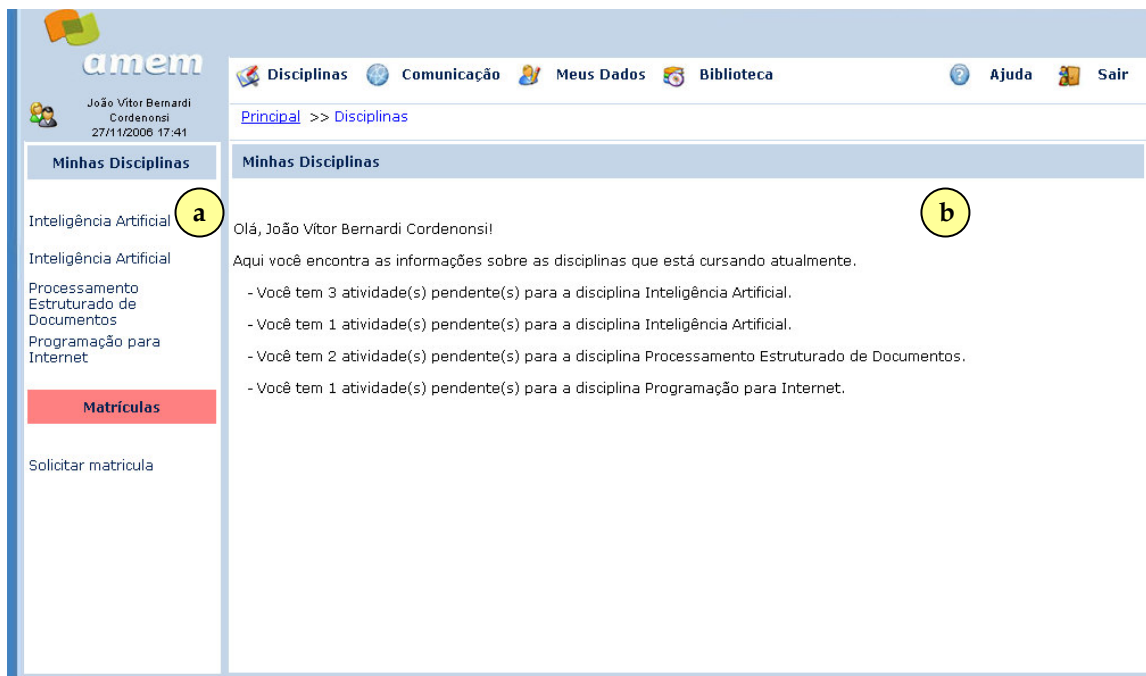 amem
Disciplinas Comunicação Meus Dados Biblioteca Ajuda Sair
João Vitor Bernardi
Cordenonsi
27/11/2006 17:41
Principal >> Disciplinas
Minhas Disciplinas
Inteligência Artificial
Inteligência Artificial
Processamento
Estruturado de
Documentos
Programação para
Internet
Matrículas
Solicitar matricula
a
Minhas Disciplinas
b
Olá, João Vítor Bernardi Cordenonsi!
Aqui você encontra as informações sobre as disciplinas que está cursando atualmente.
- Você tem 3 atividade(s) pendente(s) para a disciplina Inteligência Artificial.
- Você tem 1 atividade(s) pendente(s) para a disciplina Inteligência Artificial.
- Você tem 2 atividade(s) pendente(s) para a disciplina Processamento Estruturado de Documentos.
- Você tem 1 atividade(s) pendente(s) para a disciplina Programação para Internet.